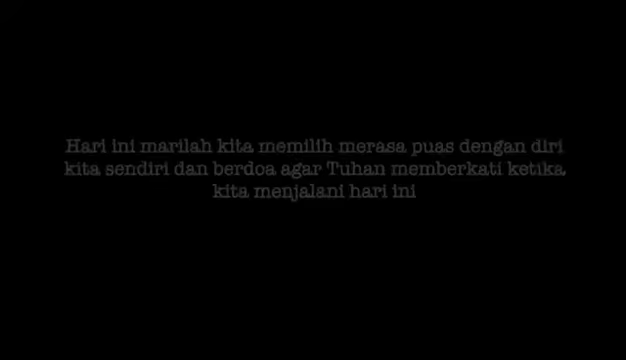 Hari ini marilah kita memilih merasa puas dengan diri
kita sendiri dan berdoa agar Tuhan memberkati ketika
kita menjalani hari ini